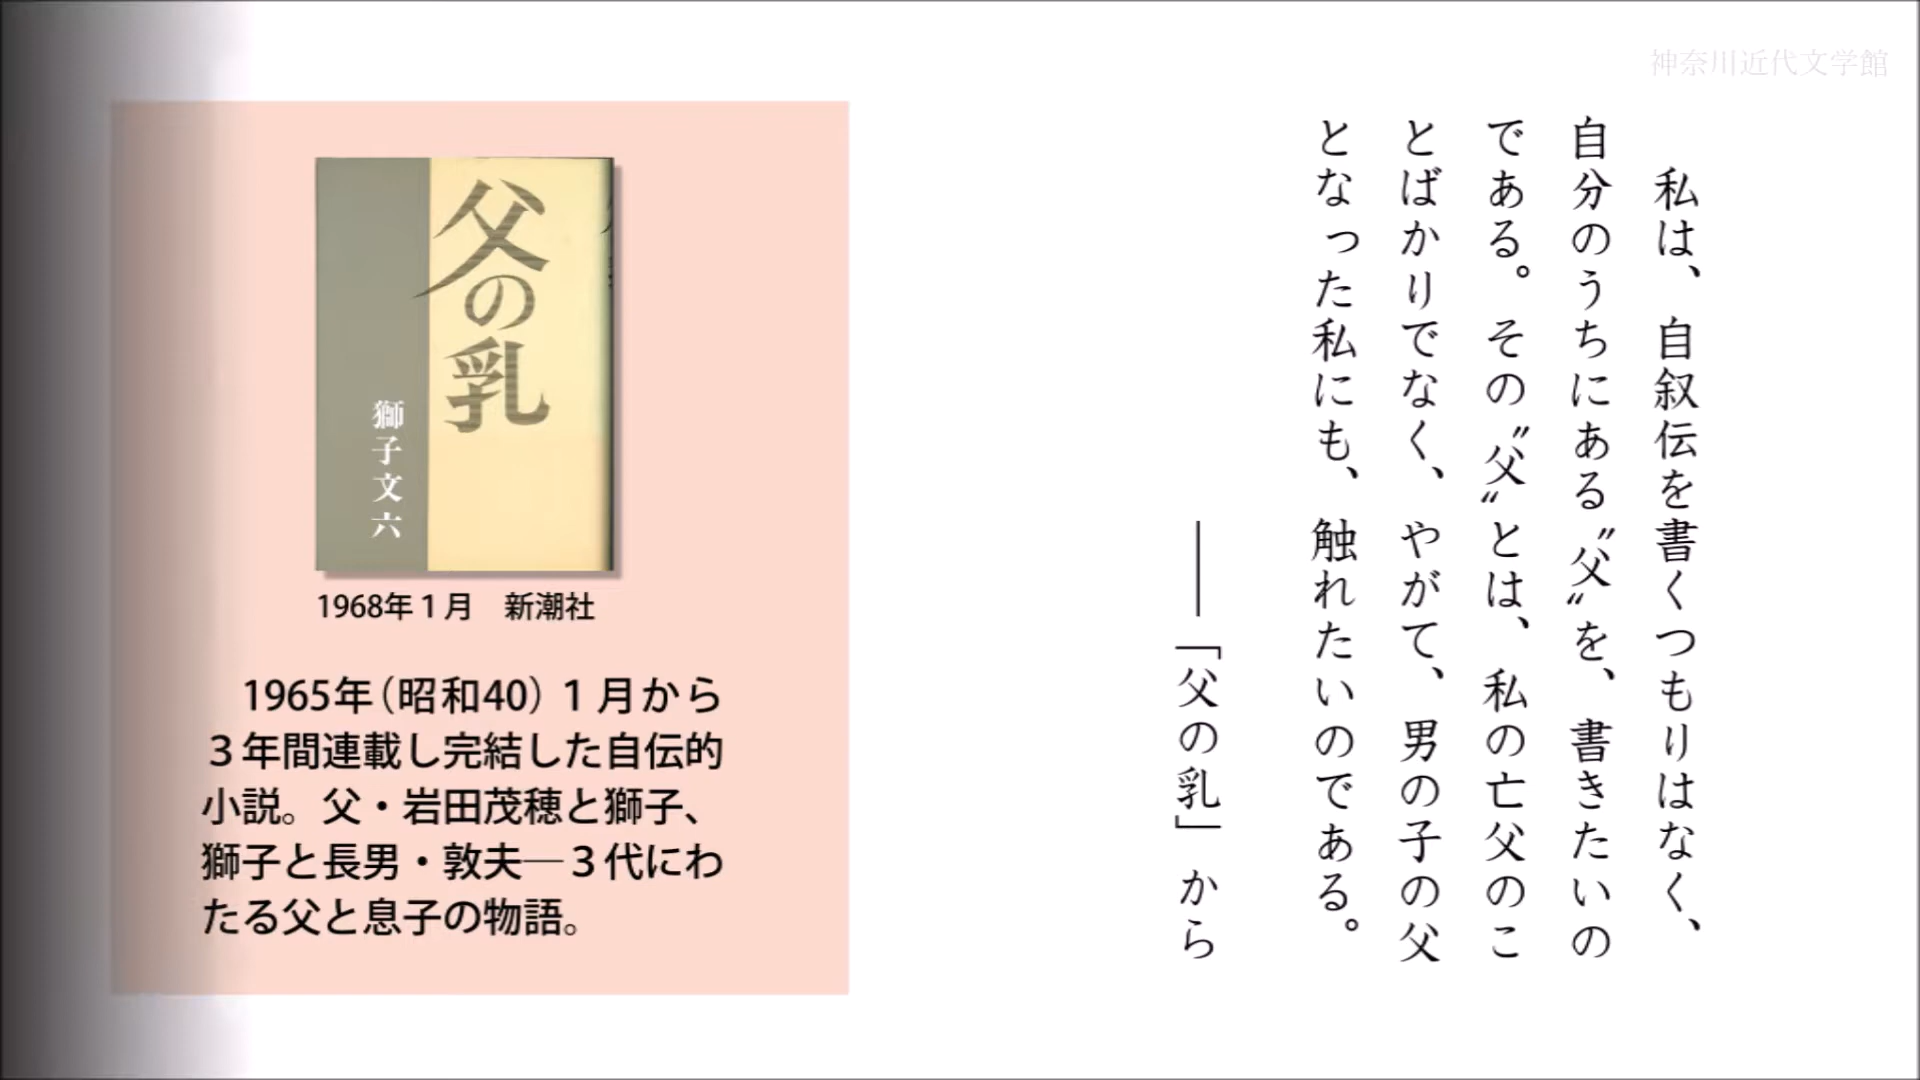 神奈川近代文学館
私は、自叙伝を書くつもりはなく、
自分のうちにある〝父〟を、書きたいの
である。その〝父〟とは、私の亡父のこ
とばかりでなく、やがて、男の子の父
となった私にも、触れたいのである。
――「父の乳」から
父の乳
獅子文六
1968年1月　新潮社
1965年（昭和40）1月から
3年間連載し完結した自伝的
小説。父・岩田茂穂と獅子、
獅子と長男・敦夫─3代にわ
たる父と息子の物語。